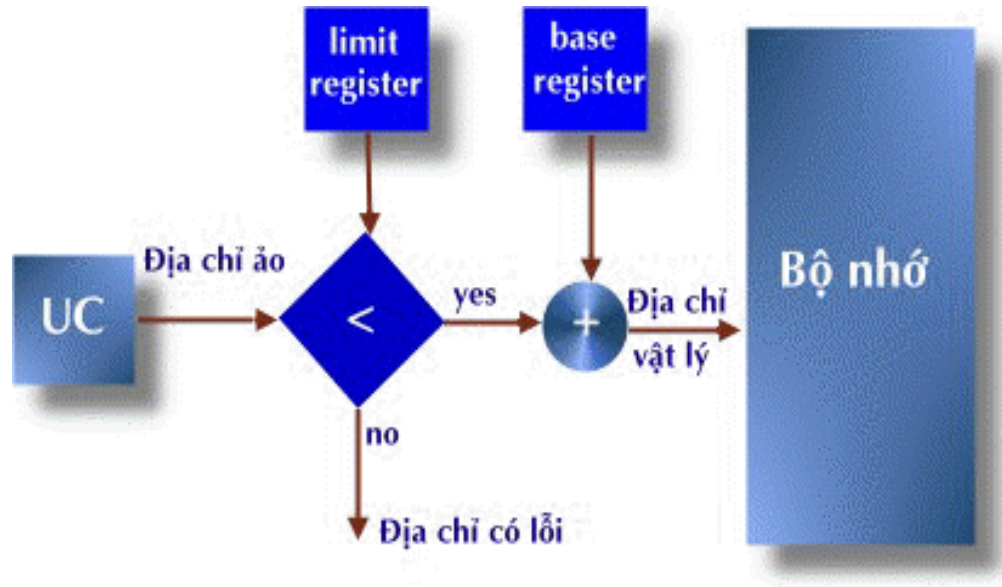 limit
register
base
register
Địa chỉ ảo
UC
<
yes
+
Địa chỉ
vật lý
Bộ nhớ
no
Địa chỉ có lỗi